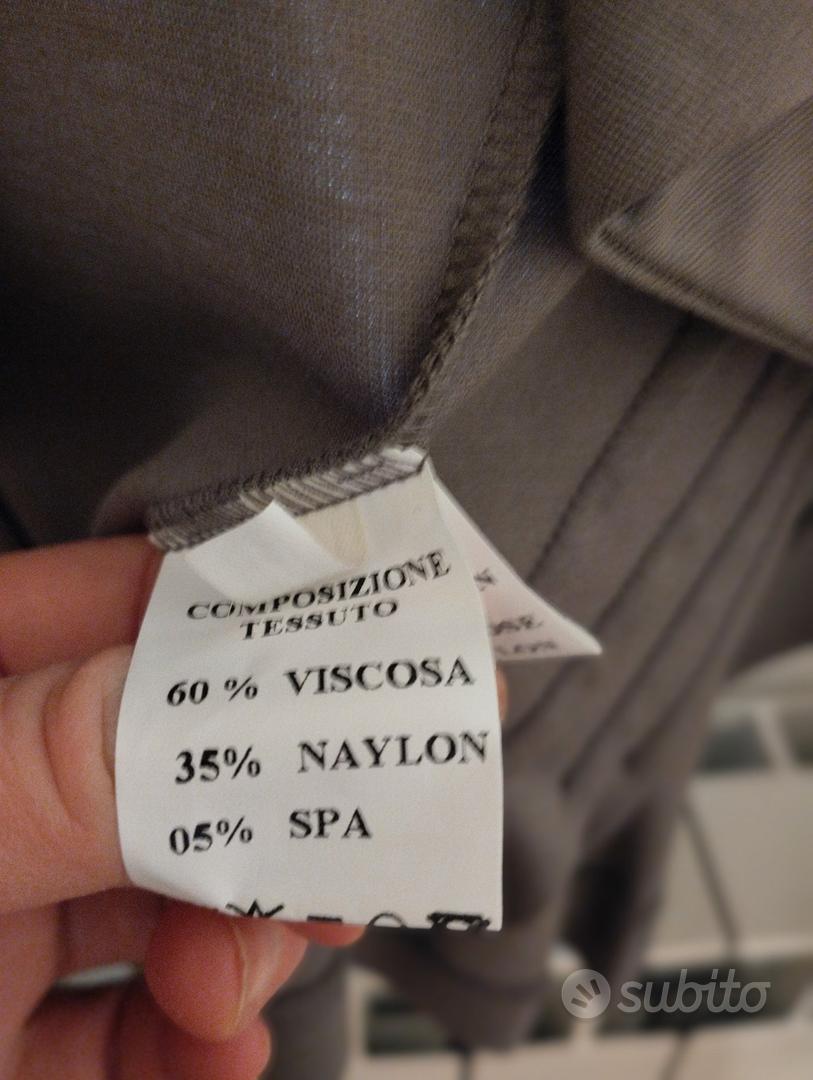 COMPOSIZIONE
TESSUTO
60 % VISCOSA
35% NAYLON
05% SPA
subito